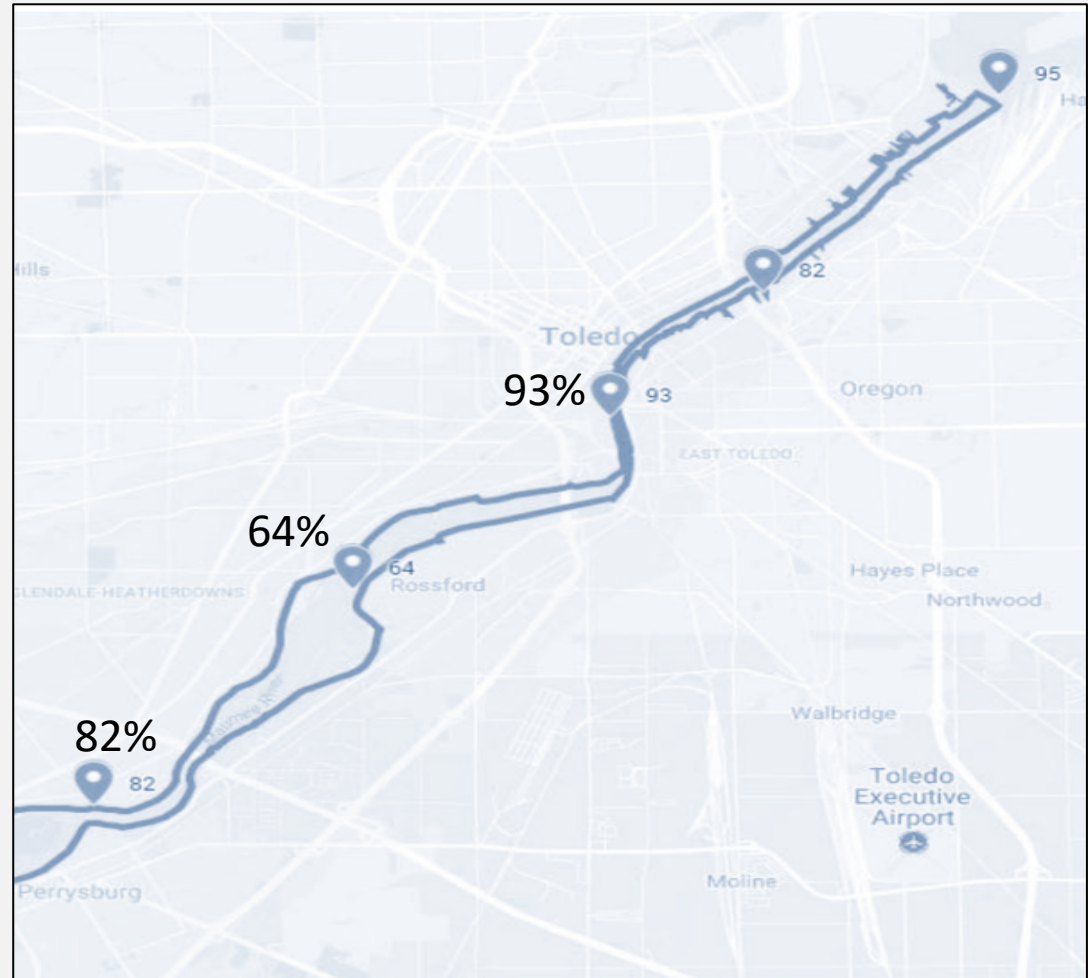 95
Ha
Hills
82
Toledo
93%
93
Oregon
EAST TOLEDO
64%
64
Rossford
Hayes Place
GLENDALE-HEATHERDOWNS
Northwood
Maumee River
Walbridge
82%
82
Toledo
Executive
Airport
Moline
Perrysburg